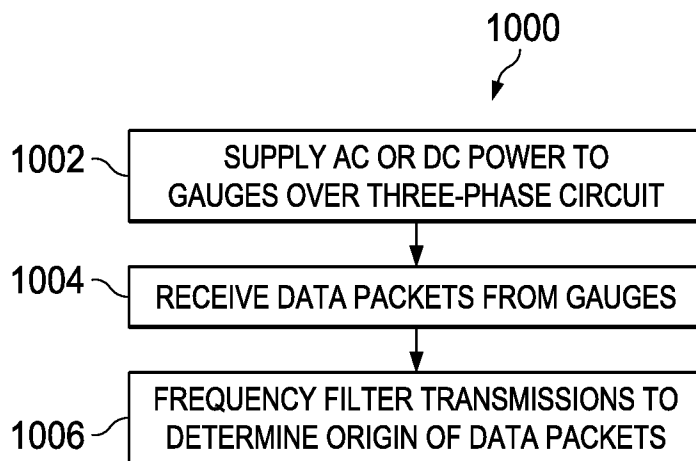 1000
1002
SUPPLY AC OR DC POWER TO
GAUGES OVER THREE-PHASE CIRCUIT
1004
RECEIVE DATA PACKETS FROM GAUGES
1006
FREQUENCY FILTER TRANSMISSIONS TO
DETERMINE ORIGIN OF DATA PACKETS